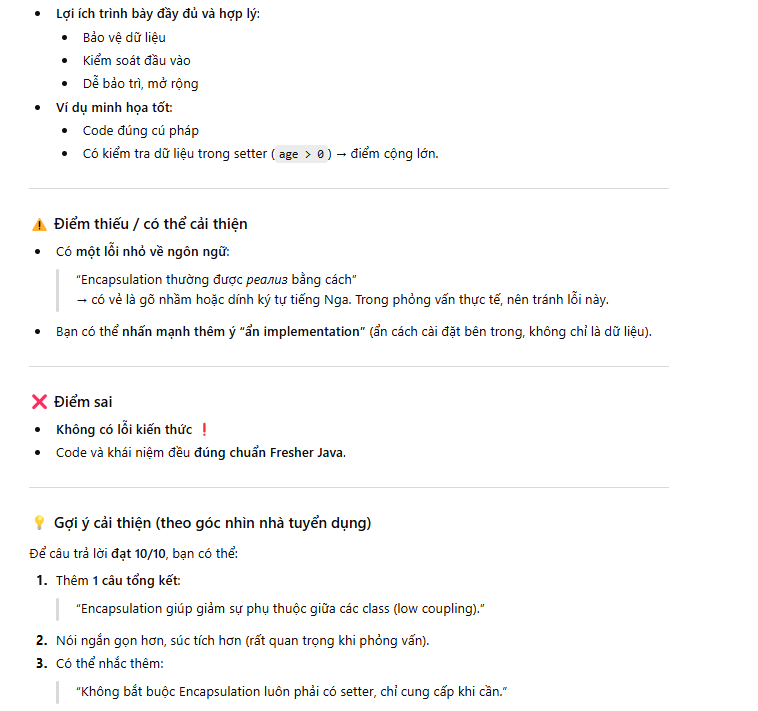 Lợi ích trình bày đầy đủ và hợp lý:
Bảo vệ dữ liệu
Kiểm soát đầu vào
Dễ bảo trì, mở rộng
Ví dụ minh họa tốt:
Code đúng cú pháp
Có kiểm tra dữ liệu trong setter ( age > 0 ) → điểm cộng lớn.
⚠️ Điểm thiếu / có thể cải thiện
Có một lỗi nhỏ về ngôn ngữ:
“Encapsulation thường được реализ bằng cách”
→ có vẻ là gõ nhầm hoặc dính ký tự tiếng Nga. Trong phỏng vấn thực tế, nên tránh lỗi này.
Bạn có thể nhấn mạnh thêm ý “ẩn implementation” (ẩn cách cài đặt bên trong, không chỉ là dữ liệu).
❌ Điểm sai
Không có lỗi kiến thức ❗
Code và khái niệm đều đúng chuẩn Fresher Java.
💡 Gợi ý cải thiện (theo góc nhìn nhà tuyển dụng)
Để câu trả lời đạt 10/10, bạn có thể:
1. Thêm 1 câu tổng kết:
“Encapsulation giúp giảm sự phụ thuộc giữa các class (low coupling).”
2. Nói ngắn gọn hơn, súc tích hơn (rất quan trọng khi phỏng vấn).
3. Có thể nhắc thêm:
“Không bắt buộc Encapsulation luôn phải có setter, chỉ cung cấp khi cần.”